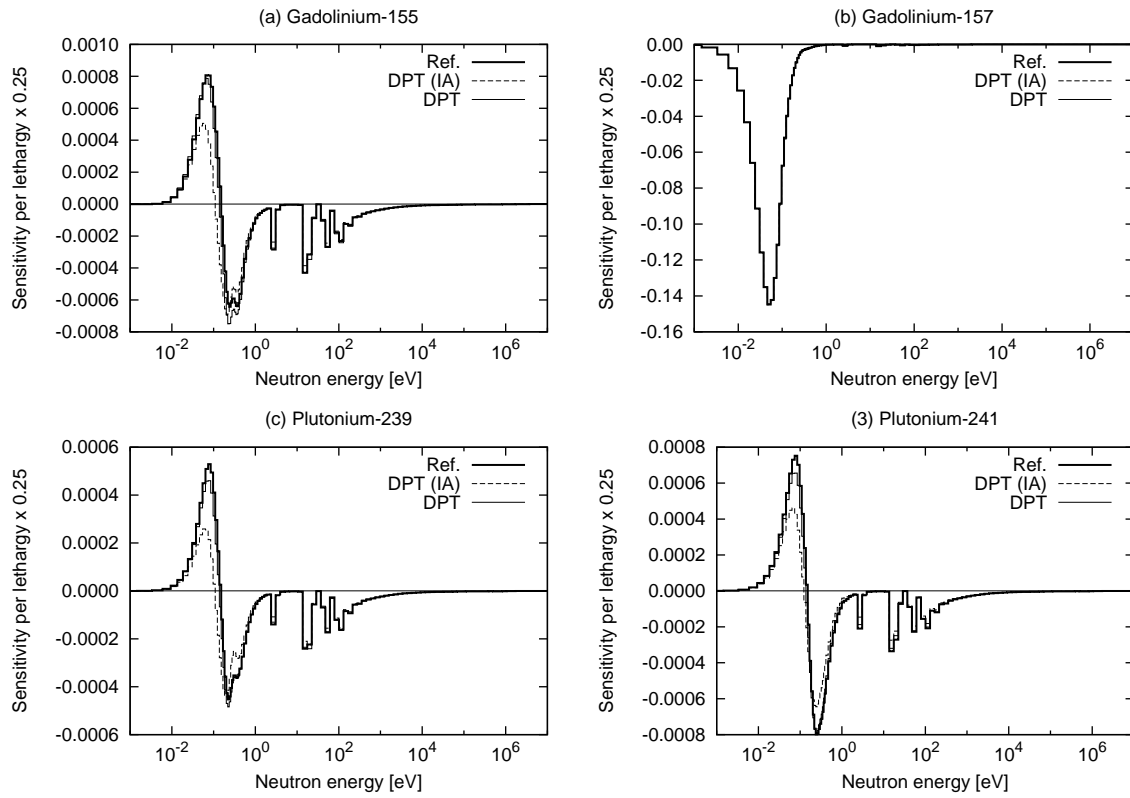 (a) Gadolinium-155
Sensitivity per lethargy x 0.25
0.0010
0.0008
0.0006
0.0004
0.0002
0.0000
-0.0002
-0.0004
-0.0006
-0.0008
Ref.
DPT (IA)
DPT
10^-2 10^0 10^2 10^4 10^6
Neutron energy [eV]
(b) Gadolinium-157
Sensitivity per lethargy x 0.25
0.00
-0.02
-0.04
-0.06
-0.08
-0.10
-0.12
-0.14
-0.16
Ref.
DPT (IA)
DPT
10^-2 10^0 10^2 10^4 10^6
Neutron energy [eV]
(c) Plutonium-239
Sensitivity per lethargy x 0.25
0.0006
0.0004
0.0002
0.0000
-0.0002
-0.0004
-0.0006
Ref.
DPT (IA)
DPT
10^-2 10^0 10^2 10^4 10^6
Neutron energy [eV]
(3) Plutonium-241
Sensitivity per lethargy x 0.25
0.0008
0.0006
0.0004
0.0002
0.0000
-0.0002
-0.0004
-0.0006
-0.0008
Ref.
DPT (IA)
DPT
10^-2 10^0 10^2 10^4 10^6
Neutron energy [eV]